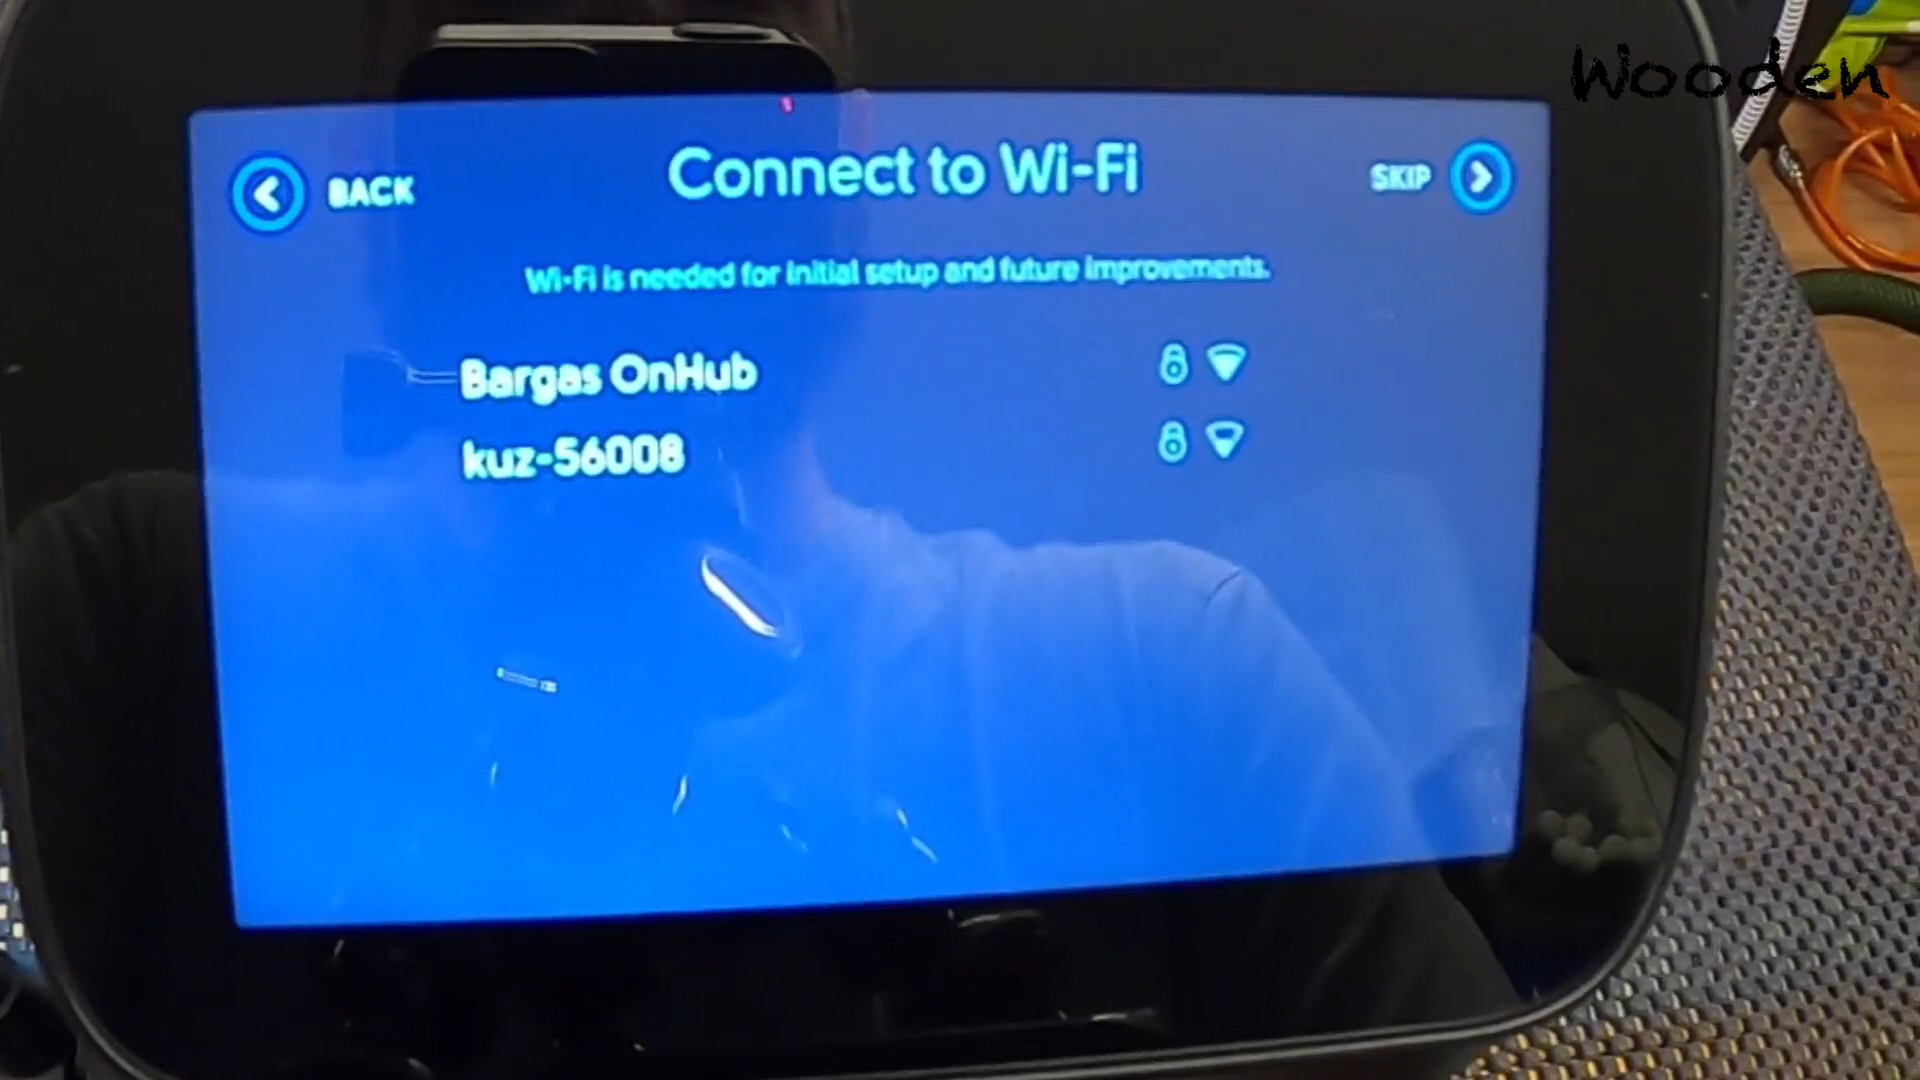 Wooden
BACK
Connect to Wi-Fi
SKIP
Wi-Fi is needed for initial setup and future improvements.
Bargas OnHub
kuz-56008